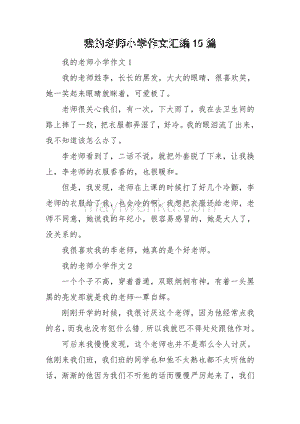 我的老师小学作文汇编 15 篇
我的老师小学作文 1
我的老师姓李，长长的黑发，大大的眼睛，很喜欢笑，
她一笑起来眼睛就眯着，可爱极了。
老师很关心我们，有一次，下大雨了，我在去卫生间的
路上摔了一段，把衣服都弄湿了，好冷。我的眼泪流了出来，
我不知道该怎么办了。
李老师看到了，二话不说，就把外套脱了下来，让我换
上，李老师的衣服香香的，也很暖和。
但是，我发现，李老师在上课的时候打了好几个冷颤，李
老师的衣服给了我，也会冷的，我想把衣服还给老师，老
师不同意，她说我的年纪小，很容易感冒的，她是大人了，
没关系的。
我很喜欢我的李老师，她真的是个好老师。
我的老师小学作文 2
一个个子不高，穿着普通，双眼炯炯有神，有着一头黑
黑的亮发那就是我的老师—覃自辉。
刚刚开学的时候，我很讨厌这个老师，因为他经常点我
的名，而我也没有犯什么错。所以我就巴不得处处跟他作对。
可后来我慢慢发现，这个老师也并不是那么令人讨厌。
他刚来我们班，我们班的同学也和他不太熟也都不太听他的
话，渐渐的他因为我们不听他的话而慢慢严厉起来了，我们